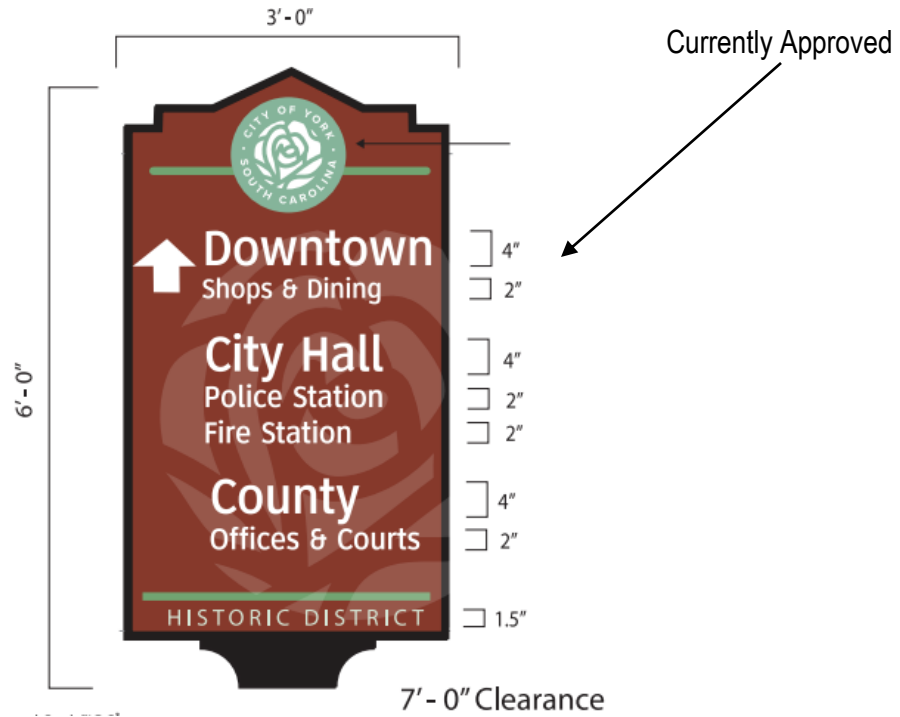 3'-0"
Currently Approved
CITY OF YORK
SOUTH CAROLINA
Downtown
4"
Shops & Dining
2"
City Hall
4"
6'-0"
Police Station
2"
Fire Station
2"
County
4"
Offices & Courts
2"
HISTORIC DISTRICT
1.5"
7'-0" Clearance